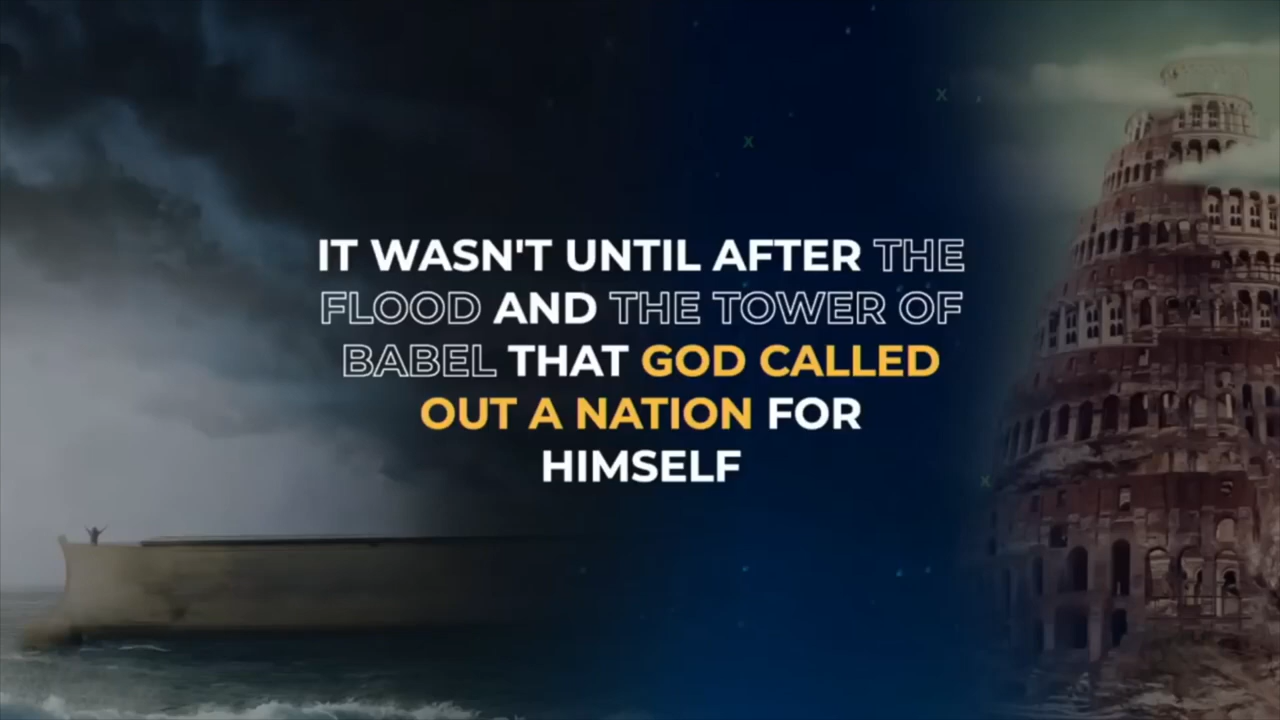 IT WASN'T UNTIL AFTER THE
FLOOD AND THE TOWER OF
BABEL THAT GOD CALLED
OUT A NATION FOR
HIMSELF